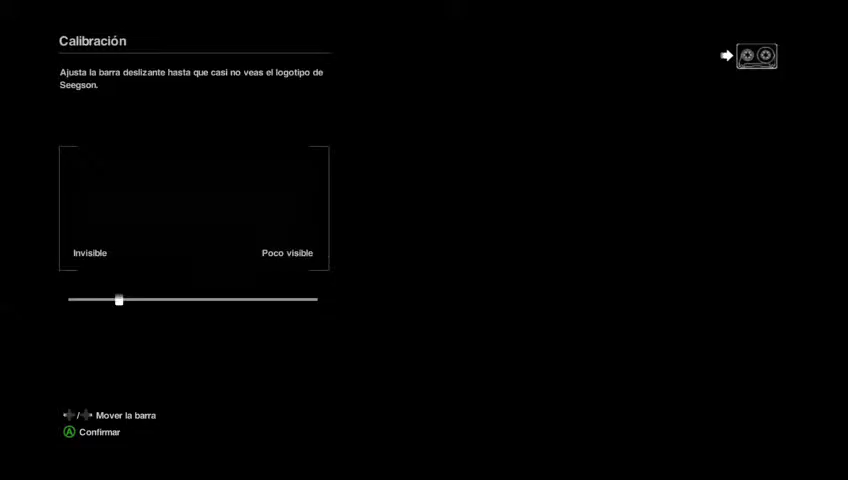 Calibración
Ajusta la barra deslizante hasta que casi no veas el logotipo de
Seegson.
Invisible
Poco visible
/ Mover la barra
A Confirmar